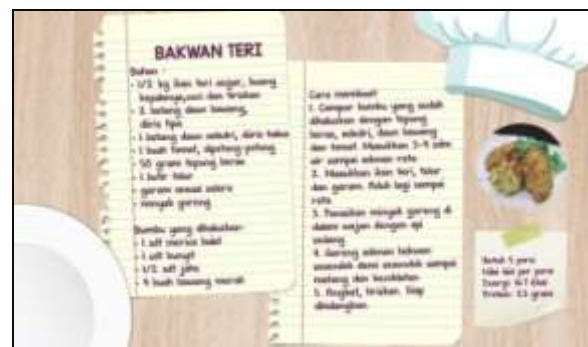 BAKWAN TERI
Bahan :
- 1/2 kg ikan teri segar, buang
kepalanya, cuci dan tiriskan
- 2 batang daun bawang,
diris tipis
- 1 batang daun seledri, diris halus
- 1 buah tomat, dipotong-potong
- 50 gram tepung beras
- 1 butir telur
- garam sesuai selera
- minyak goreng
Bumbu yang dihaluskan:
- 1 sdt merica bubuk
- 1 sdt kunyit
- 1/2 sdt jahe
- 4 buah bawang merah
Cara membuat:
1. Campur bumbu yang sudah
dihaluskan dengan tepung
beras, seledri, daun bawang
dan tomat. Masukkan 3-4 sdm
air sampai adonan rata
2. Masukkan ikan teri, telur
dan garam. Aduk lagi sampai
rata
3. Panaskan minyak goreng di
dalam wajan dengan api
sedang
4. Goreng adonan bakwan
sesendok demi sesendok sampai
matang dan kecoklatan
5. Angkat, tiriskan. Siap
dihidangkan.
Untuk 5 porsi
Nilai Gizi per porsi
Energi: 167 Kkal
Protein: 12 gram